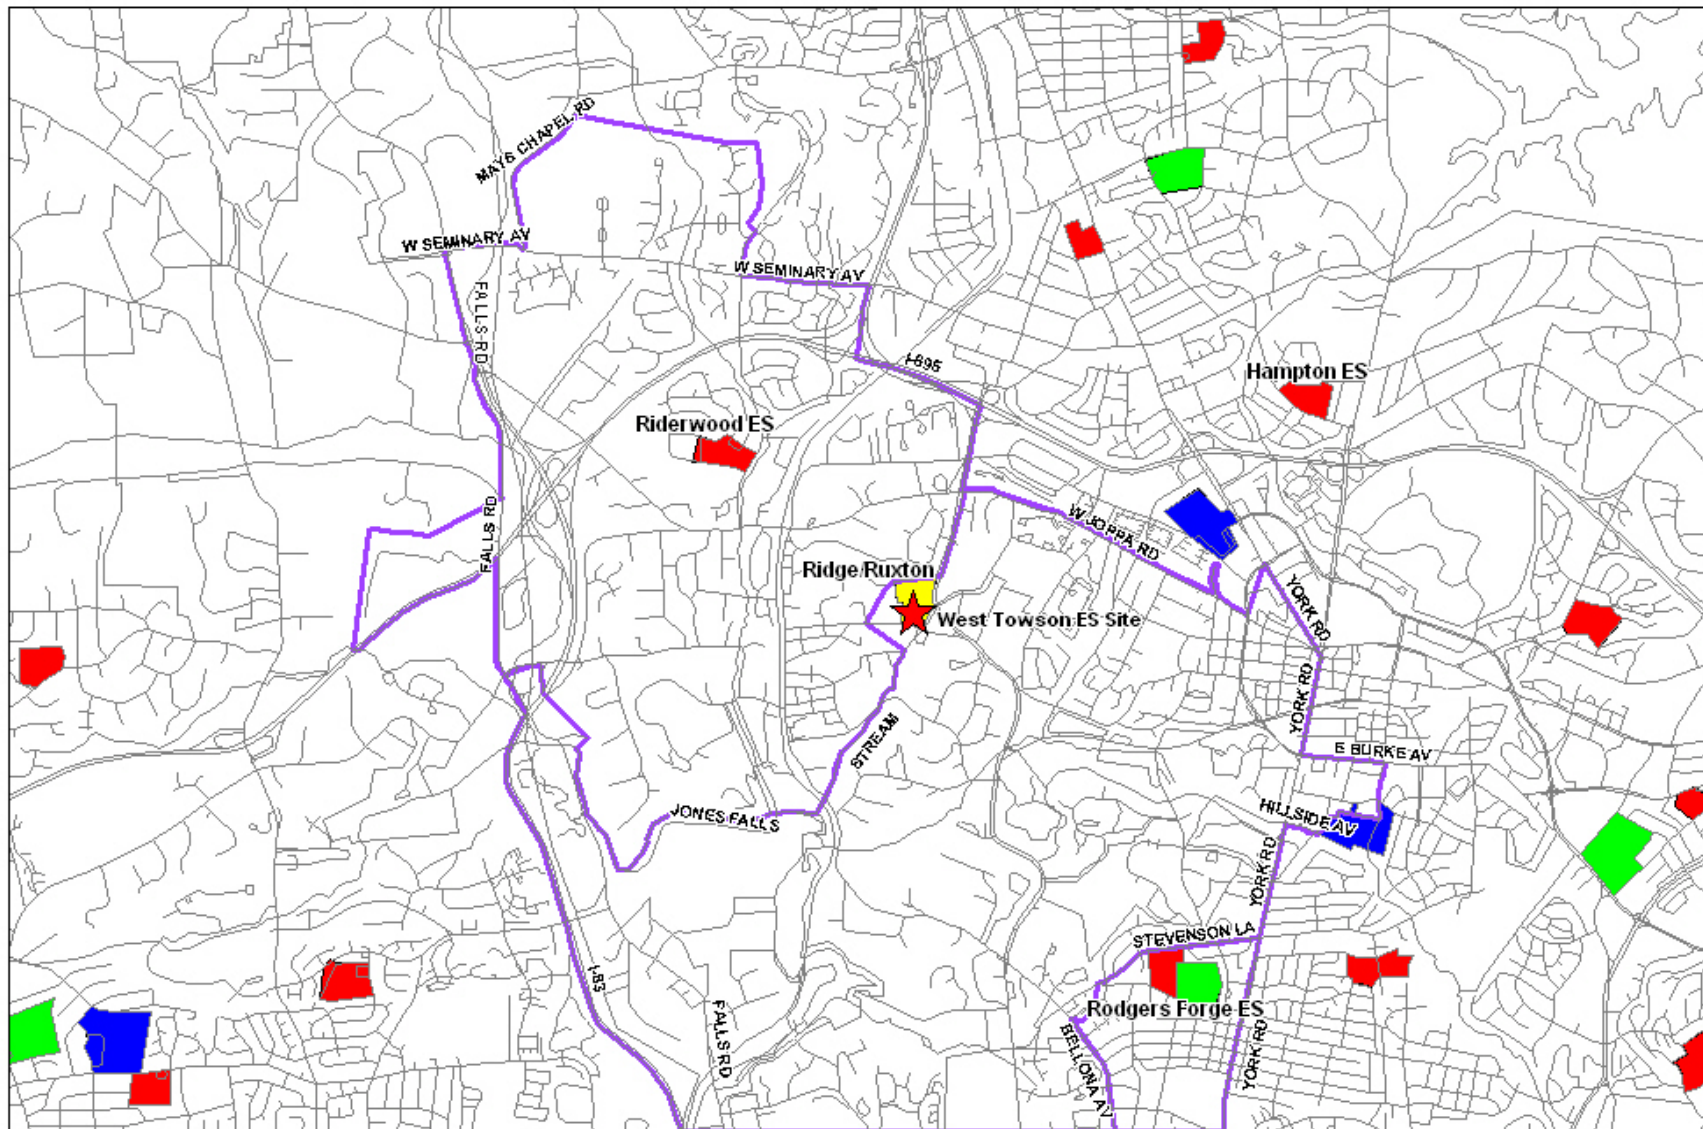 MAYS CHAPEL RD
W SEMINARY AV
W SEMINARY AV
FALLS RD
I-695
Hampton ES
Riderwood ES
FALLS RD
W JOPPA RD
Ridge/Ruxton
West Towson ES Site
YORK RD
YORK RD
STREAM
E BURKE AV
JONES FALLS
HILLSIDE AV
YORK RD
STEVENSON LA
I-83
Rodgers Forge ES
FALLS RD
BELLONA AV
YORK RD